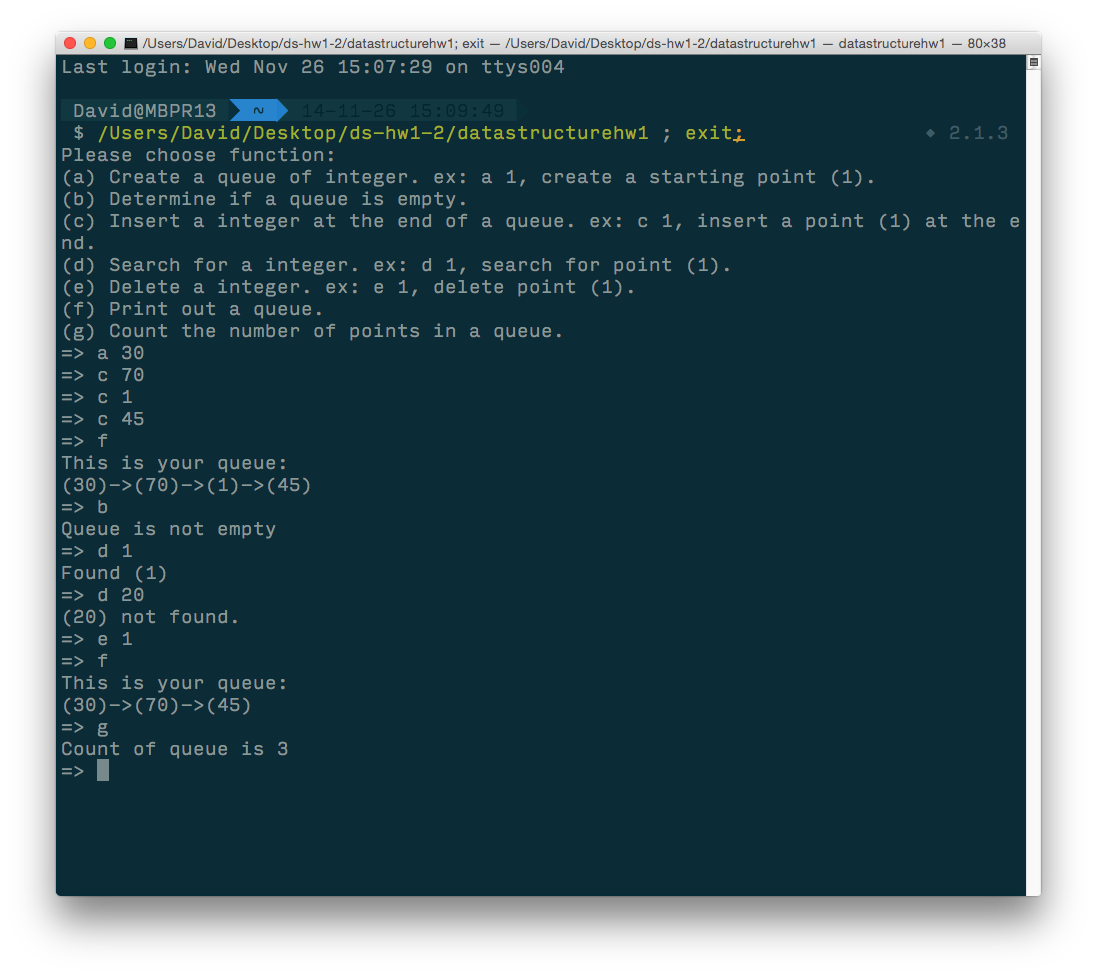 /Users/David/Desktop/ds-hw1-2/datastructurehw1; exit — /Users/David/Desktop/ds-hw1-2/datastructurehw1 — datastructurehw1 — 80×38
Last login: Wed Nov 26 15:07:29 on ttys004
David@MBPR13 ~ 14-11-26 15:09:49
$ /Users/David/Desktop/ds-hw1-2/datastructurehw1 ; exit; ◆ 2.1.3
Please choose function:
(a) Create a queue of integer. ex: a 1, create a starting point (1).
(b) Determine if a queue is empty.
(c) Insert a integer at the end of a queue. ex: c 1, insert a point (1) at the e
nd.
(d) Search for a integer. ex: d 1, search for point (1).
(e) Delete a integer. ex: e 1, delete point (1).
(f) Print out a queue.
(g) Count the number of points in a queue.
=> a 30
=> c 70
=> c 1
=> c 45
=> f
This is your queue:
(30)->(70)->(1)->(45)
=> b
Queue is not empty
=> d 1
Found (1)
=> d 20
(20) not found.
=> e 1
=> f
This is your queue:
(30)->(70)->(45)
=> g
Count of queue is 3
=>